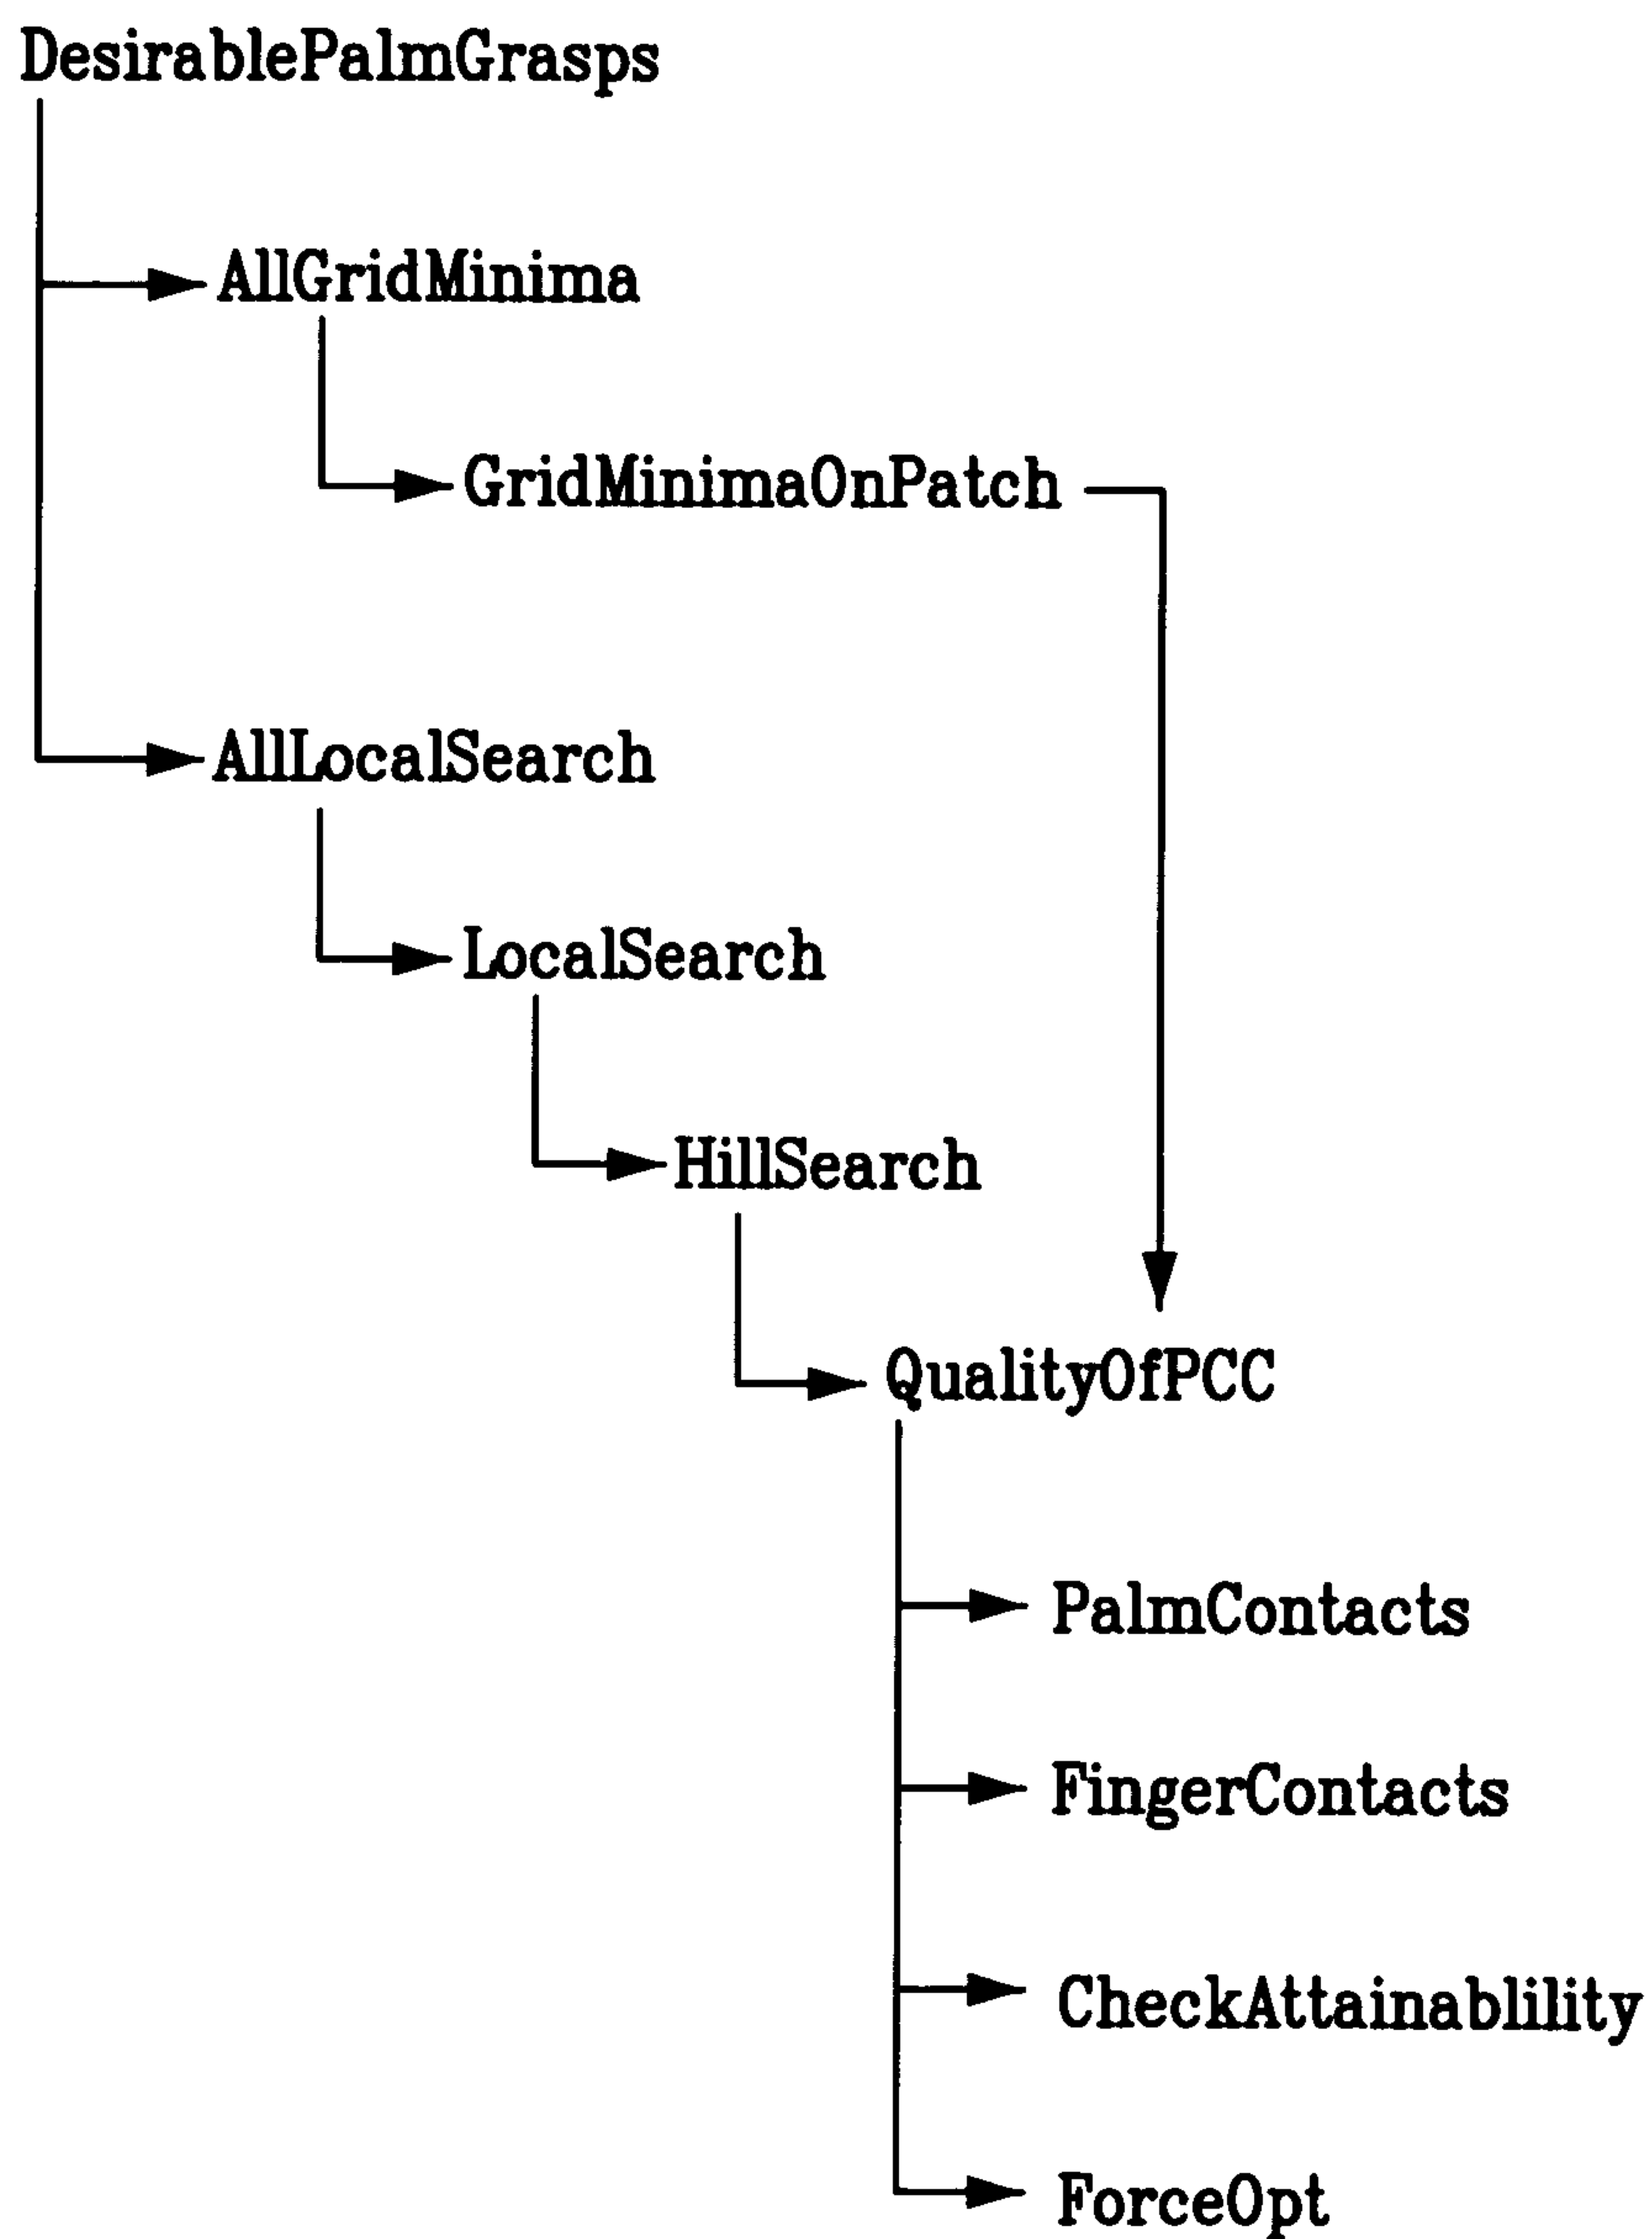 DesirablePalmGrasps
AllGridMinima
GridMinimaOnPatch
AllLocalSearch
LocalSearch
HillSearch
QualityOfPCC
PalmContacts
FingerContacts
CheckAttainablility
ForceOpt